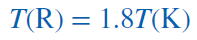 T(R) = 1.8T(K)